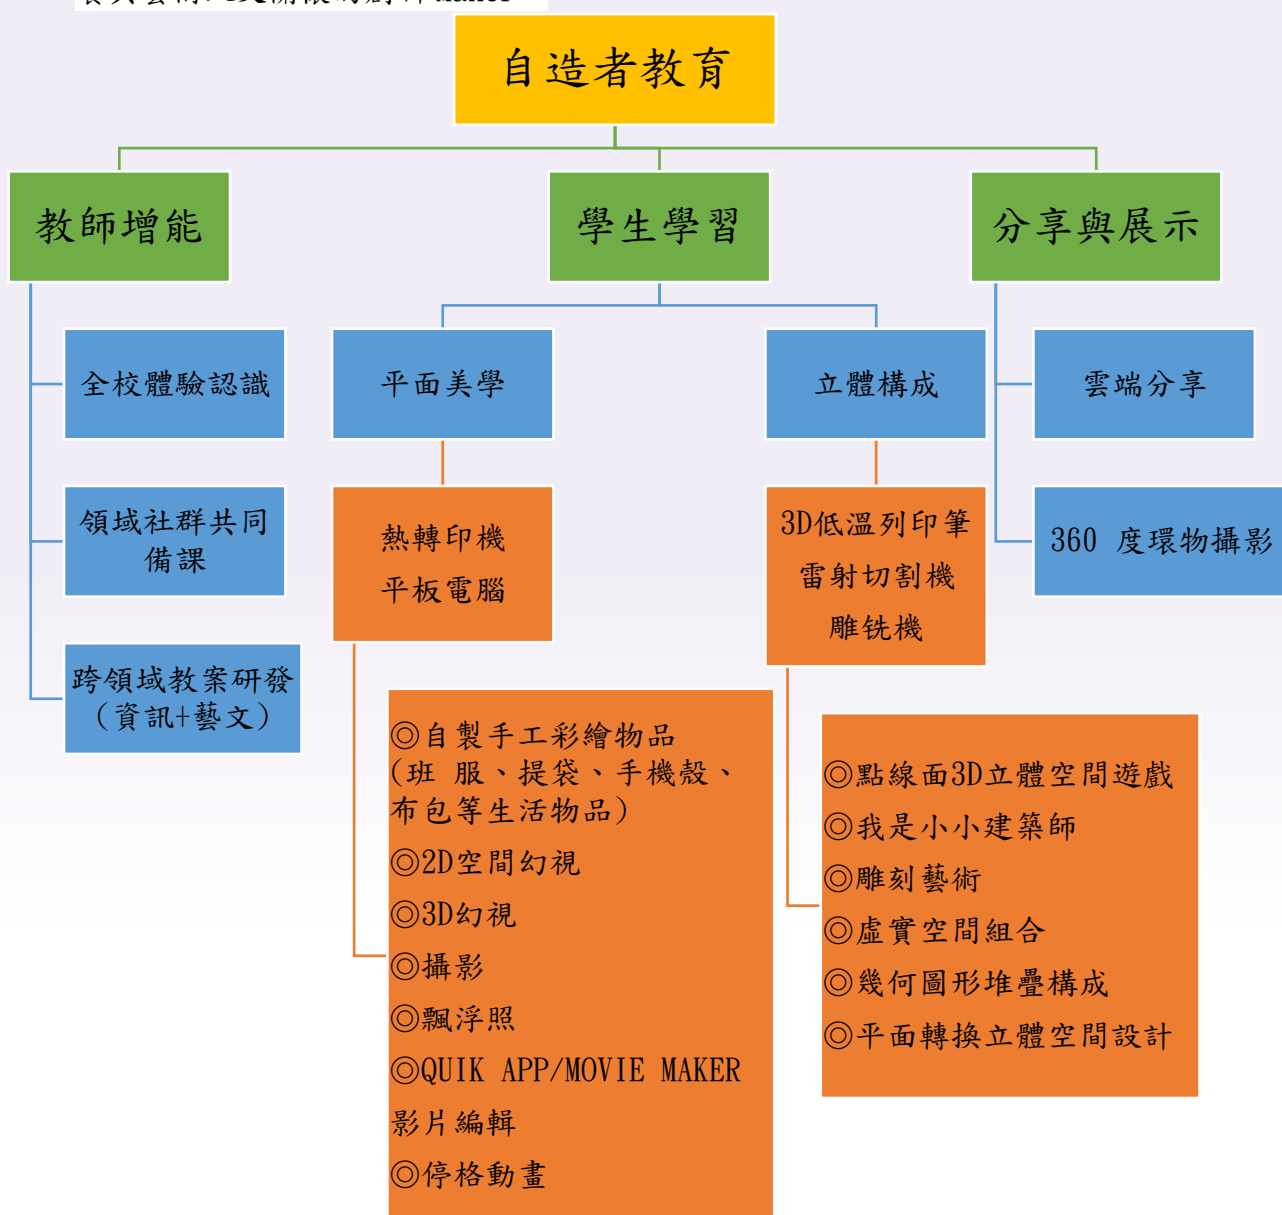 自造者教育
教師增能
學生學習
分享與展示
全校體驗認識
平面美學
立體構成
雲端分享
領域社群共同
備課
熱轉印機
平板電腦
3D低溫列印筆
雷射切割機
雕铣機
360 度環物攝影
跨領域教案研發
(資訊+藝文)
◎自製手工彩繪物品
(班 服、提袋、手機殼、
布包等生活物品)
◎2D空間幻視
◎3D幻視
◎攝影
◎飄浮照
◎QUIK APP/MOVIE MAKER
影片編輯
◎停格動畫
◎點線面3D立體空間遊戲
◎我是小小建築師
◎雕刻藝術
◎虛實空間組合
◎幾何圖形堆疊構成
◎平面轉換立體空間設計